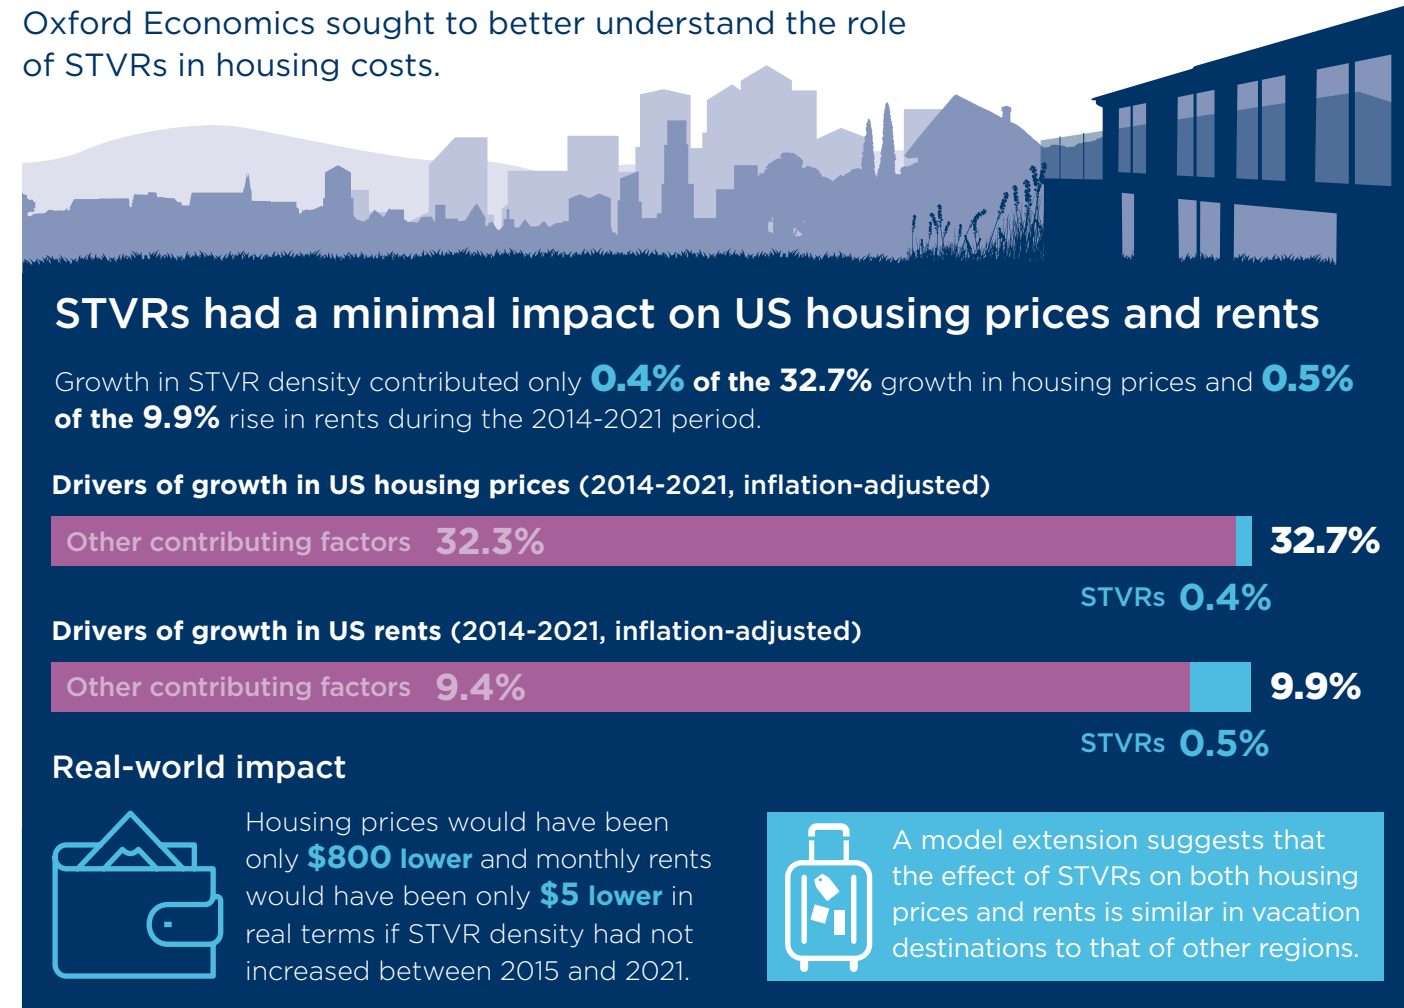 Oxford Economics sought to better understand the role
of STVRs in housing costs.
STVRs had a minimal impact on US housing prices and rents
Growth in STVR density contributed only 0.4% of the 32.7% growth in housing prices and 0.5%
of the 9.9% rise in rents during the 2014-2021 period.
Drivers of growth in US housing prices (2014-2021, inflation-adjusted)
Other contributing factors 32.3%
32.7%
STVRs 0.4%
Drivers of growth in US rents (2014-2021, inflation-adjusted)
Other contributing factors 9.4%
9.9%
STVRs 0.5%
Real-world impact
Housing prices would have been
only $800 lower and monthly rents
would have been only $5 lower in
real terms if STVR density had not
increased between 2015 and 2021.
A model extension suggests that
the effect of STVRs on both housing
prices and rents is similar in vacation
destinations to that of other regions.